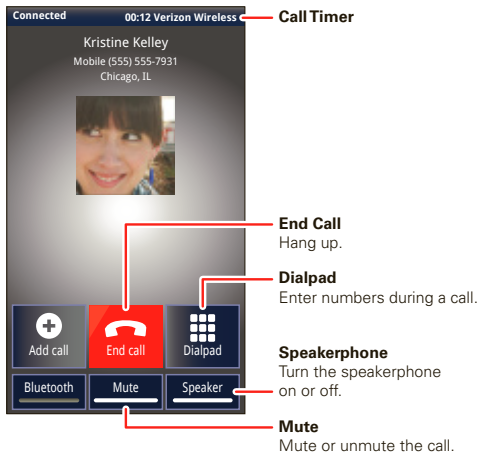 Connected 00:12 Verizon Wireless
Call Timer
Kristine Kelley
Mobile (555) 555-7931
Chicago, IL
End Call
Hang up.
Dialpad
Enter numbers during a call.
Add call End call Dialpad
Speakerphone
Turn the speakerphone
on or off.
Bluetooth Mute Speaker
Mute
Mute or unmute the call.